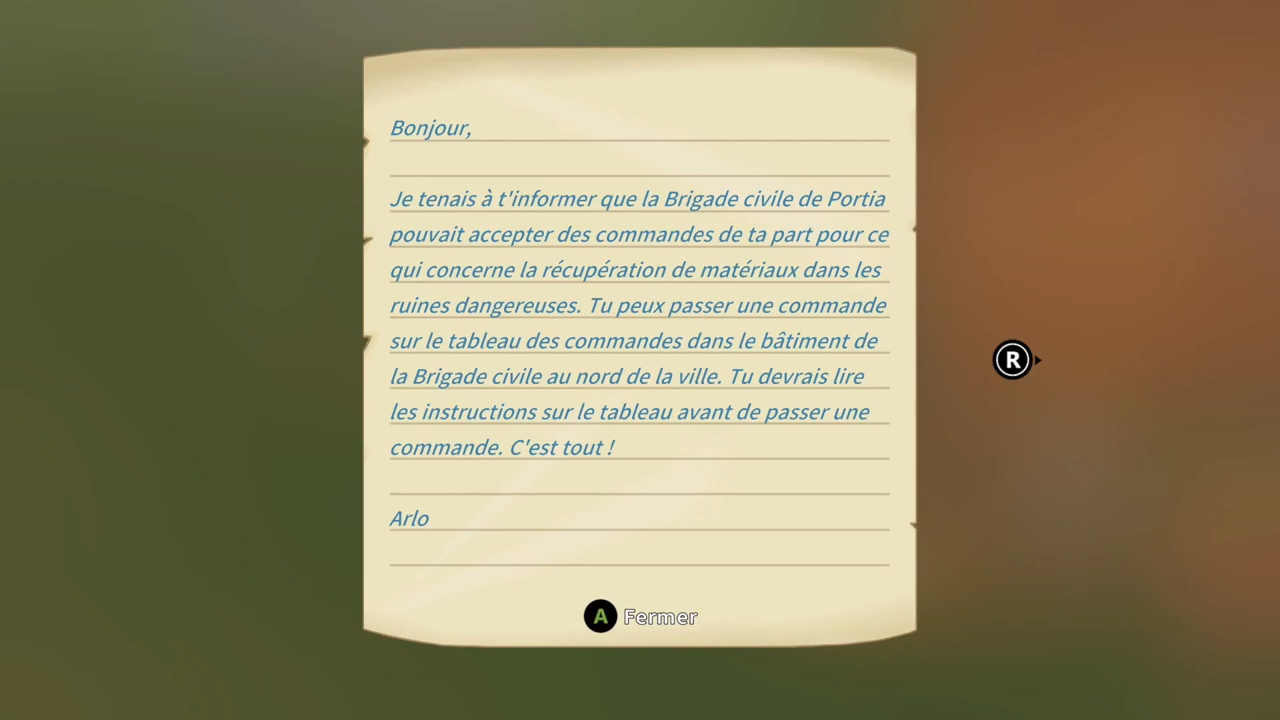 Bonjour,
Je tenais à t'informer que la Brigade civile de Portia
pouvait accepter des commandes de ta part pour ce
qui concerne la récupération de matériaux dans les
ruines dangereuses. Tu peux passer une commande
sur le tableau des commandes dans le bâtiment de
la Brigade civile au nord de la ville. Tu devrais lire
les instructions sur le tableau avant de passer une
commande. C'est tout !
Arlo
R
A Fermer